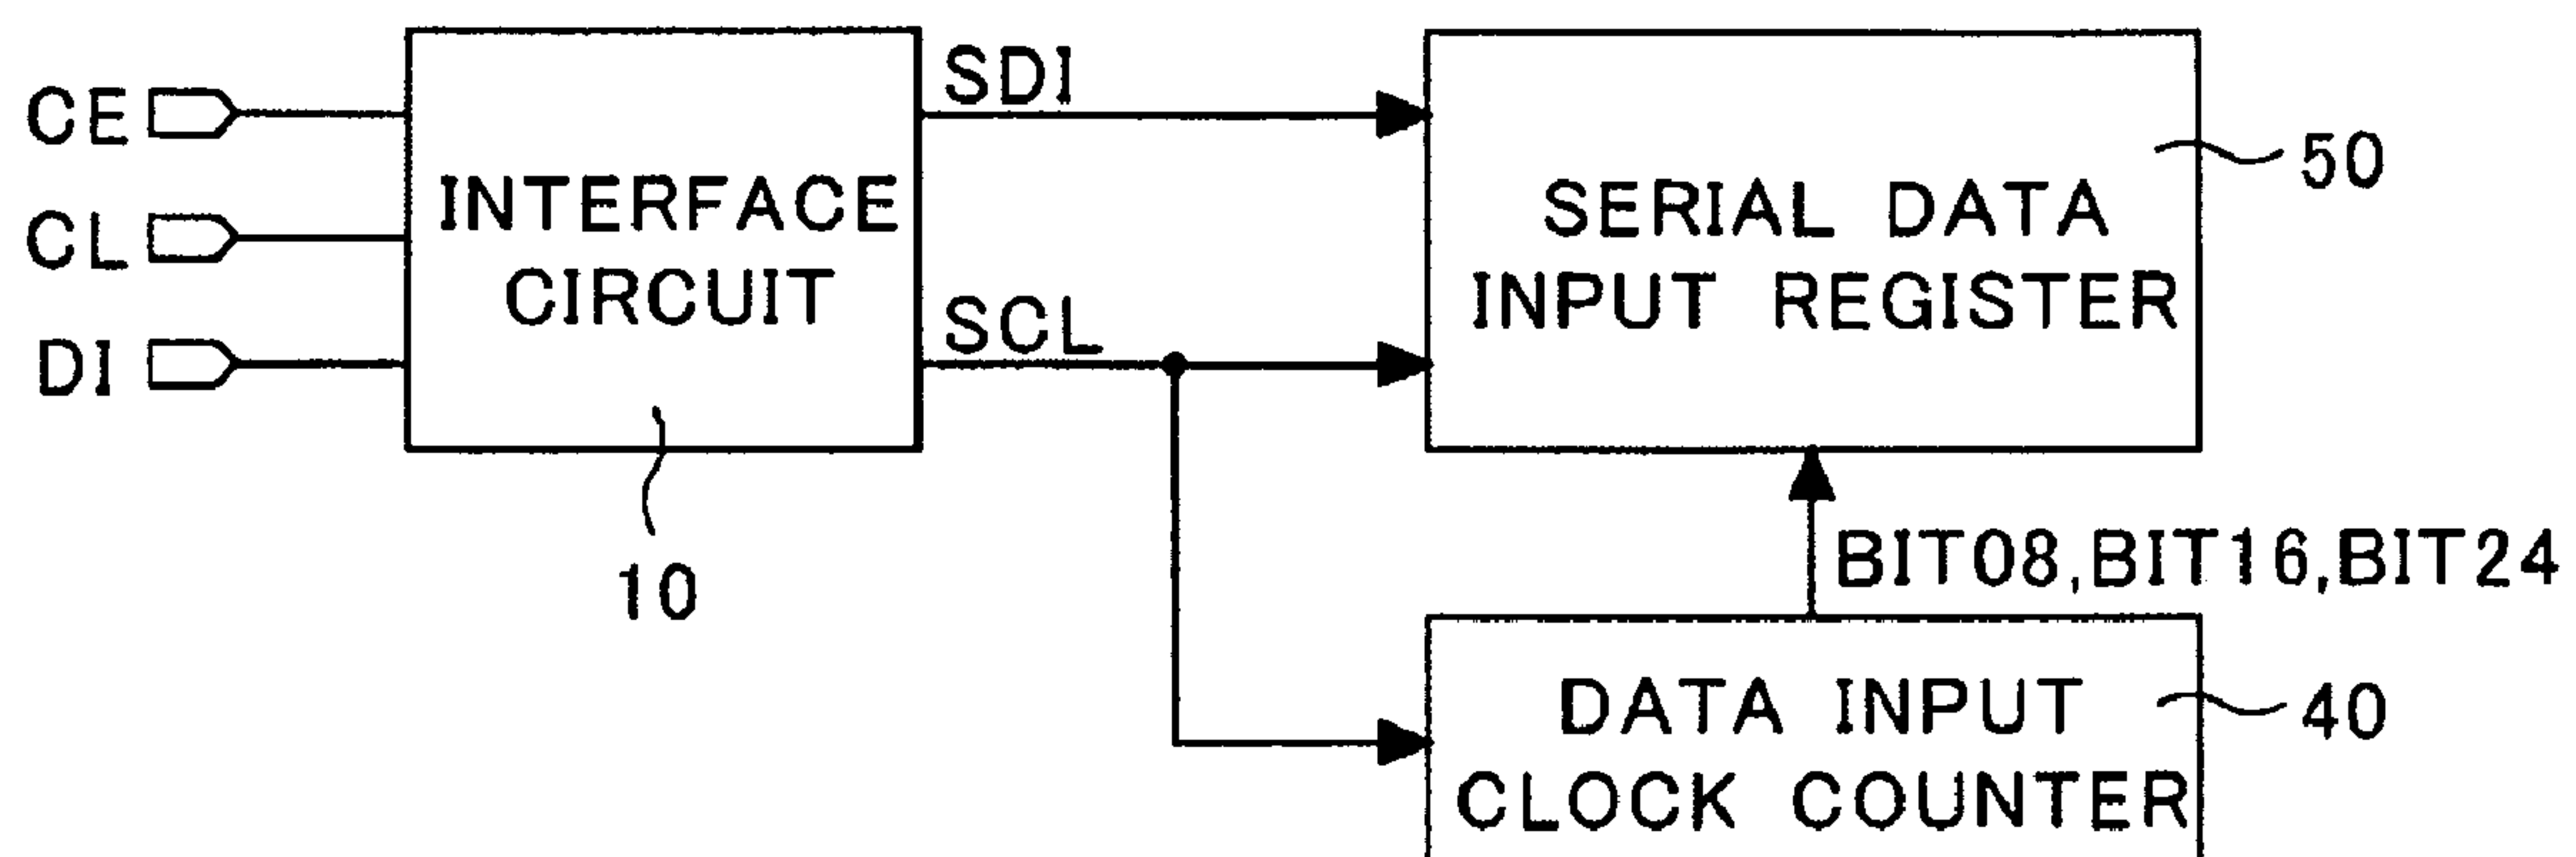 CE
CL
DI
INTERFACE
CIRCUIT
10
SDI
SCL
SERIAL DATA
INPUT REGISTER
50
BIT08,BIT16,BIT24
DATA INPUT
CLOCK COUNTER
40